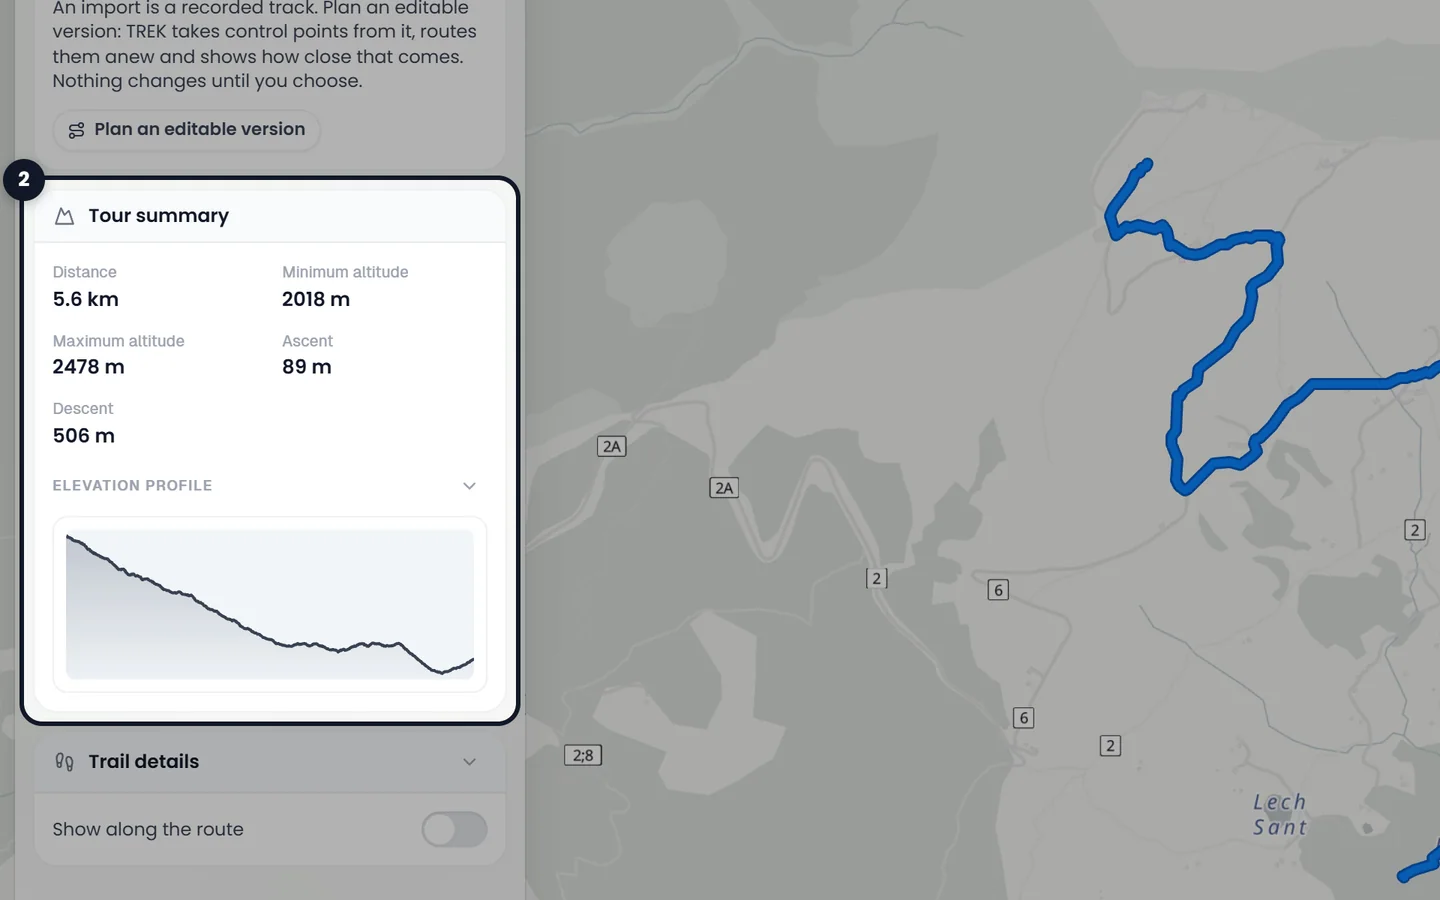 An import is a recorded track. Plan an editable
version: TREK takes control points from it, routes
them anew and shows how close that comes.
Nothing changes until you choose.
Plan an editable version
2
Tour summary
Distance
5.6 km
Minimum altitude
2018 m
Maximum altitude
2478 m
Ascent
89 m
Descent
506 m
ELEVATION PROFILE
Trail details
Show along the route
2A
2A
2
2
6
6
2
2;8
Lech
Sant